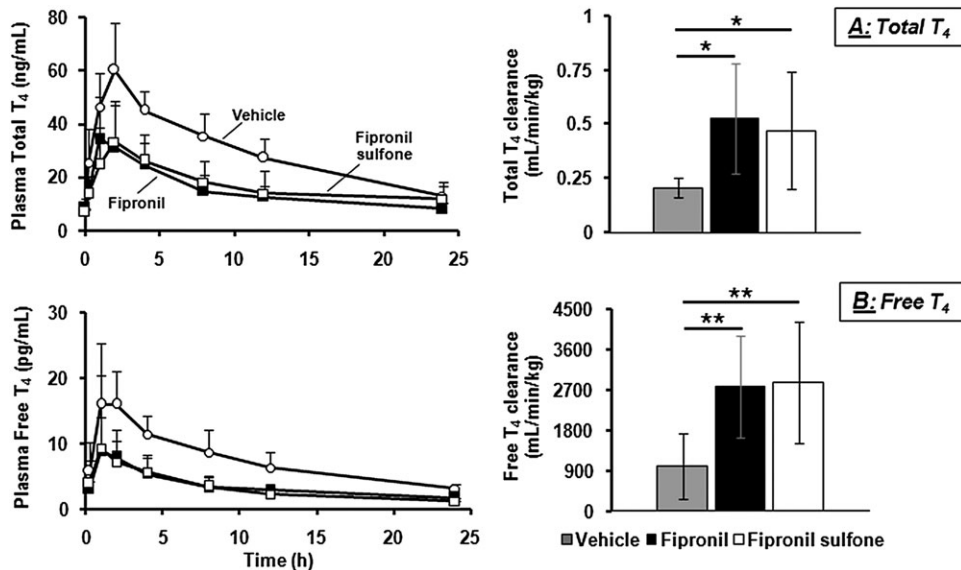 Plasma Total T4 (ng/mL)
80
60
40
20
0
0 5 10 15 20 25
Vehicle
Fipronil
sulfone
Fipronil
A: Total T4
Total T4 clearance
(mL/min/kg)
1
0.75
0.5
0.25
0
*
*
Plasma Free T4 (pg/mL)
30
20
10
0
0 5 10 15 20 25
Time (h)
B: Free T4
Free T4 clearance
(mL/min/kg)
4500
3600
2700
1800
900
0
**
**
Vehicle Fipronil Fipronil sulfone